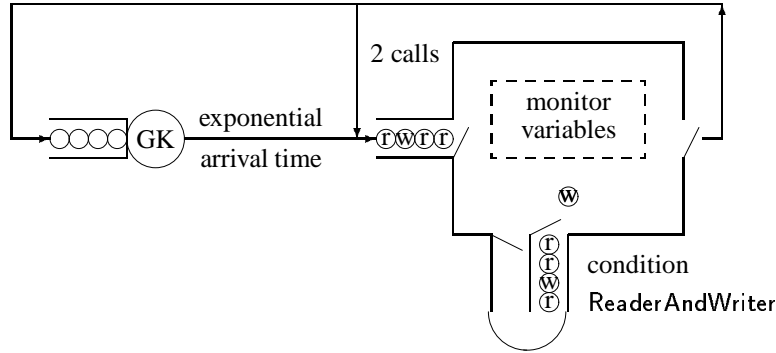 2 calls
exponential
monitor
variables
GK
r w r r
arrival time
w
r
r
condition
w
r
ReaderAndWriter